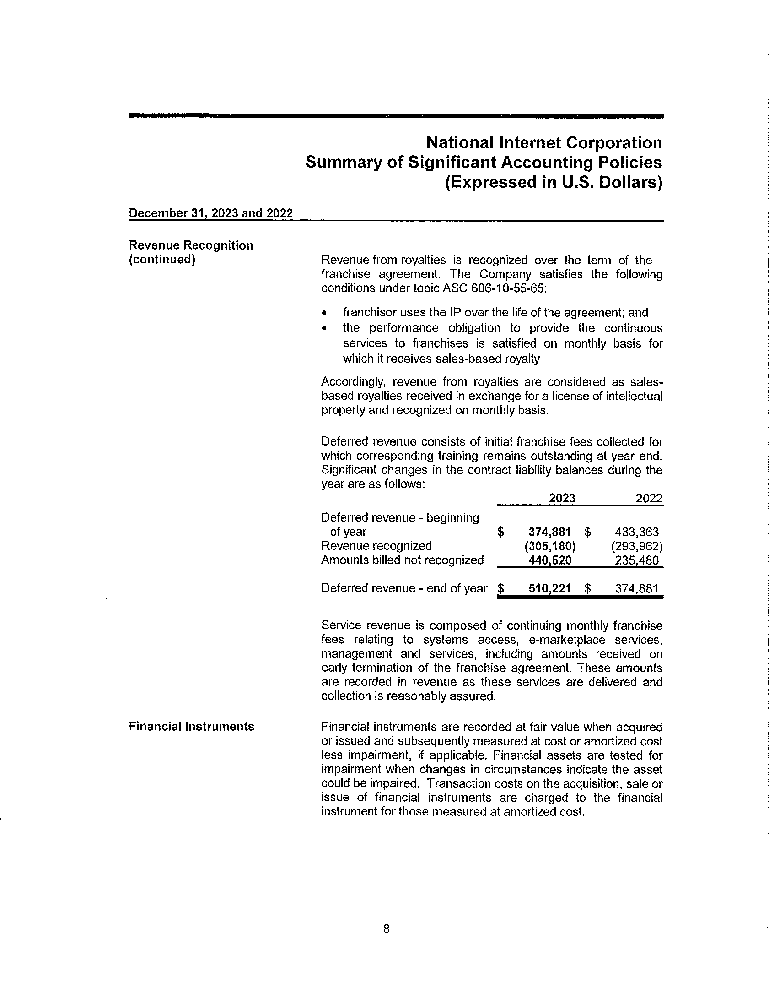 National Internet Corporation
Summary of Significant Accounting Policies
(Expressed in U.S. Dollars)
December 31, 2023 and 2022
Revenue Recognition
(continued)
Revenue from royalties is recognized over the term of the
franchise agreement. The Company satisfies the following
conditions under topic ASC 606-10-55-65:
• franchisor uses the IP over the life of the agreement; and
• the performance obligation to provide the continuous
services to franchises is satisfied on monthly basis for
which it receives sales-based royalty
Accordingly, revenue from royalties are considered as sales-
based royalties received in exchange for a license of intellectual
property and recognized on monthly basis.
Deferred revenue consists of initial franchise fees collected for
which corresponding training remains outstanding at year end.
Significant changes in the contract liability balances during the
year are as follows:
2023 2022
Deferred revenue - beginning
of year $ 374,881 $ 433,363
Revenue recognized (305,180) (293,962)
Amounts billed not recognized 440,520 235,480
Deferred revenue - end of year $ 510,221 $ 374,881
Service revenue is composed of continuing monthly franchise
fees relating to systems access, e-marketplace services,
management and services, including amounts received on
early termination of the franchise agreement. These amounts
are recorded in revenue as these services are delivered and
collection is reasonably assured.
Financial Instruments
Financial instruments are recorded at fair value when acquired
or issued and subsequently measured at cost or amortized cost
less impairment, if applicable. Financial assets are tested for
impairment when changes in circumstances indicate the asset
could be impaired. Transaction costs on the acquisition, sale or
issue of financial instruments are charged to the financial
instrument for those measured at amortized cost.
8